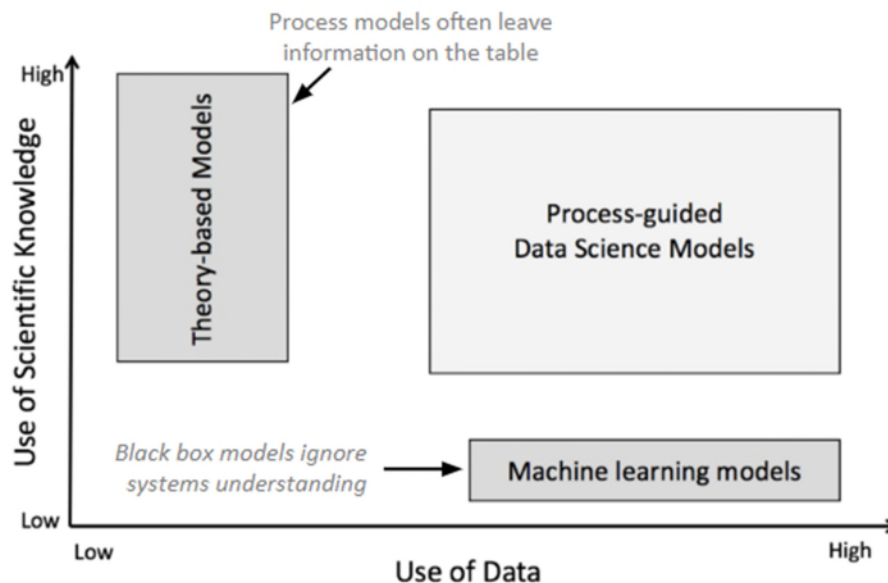 Process models often leave
information on the table
High
Use of Scientific Knowledge
Theory-based Models
Process-guided
Data Science Models
Black box models ignore
systems understanding
Machine learning models
Low
Low
High
Use of Data